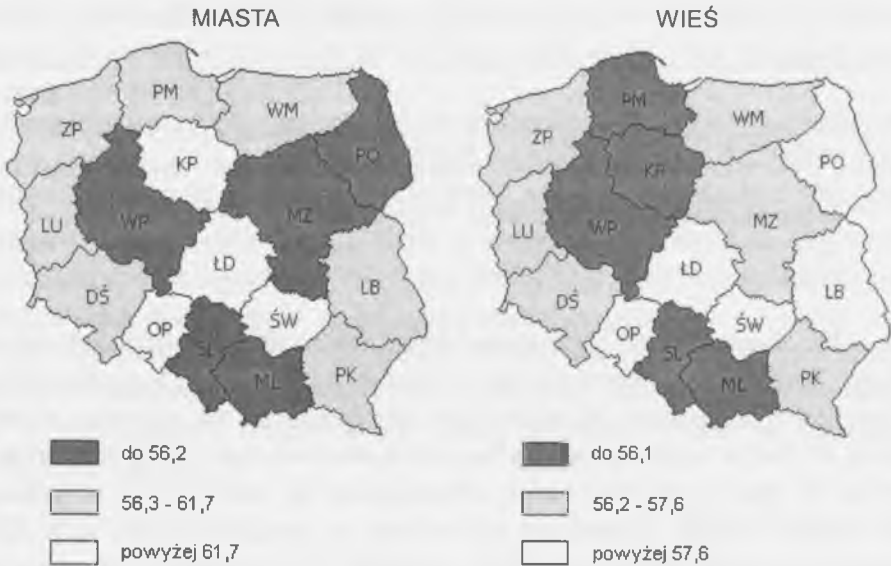 MIASTA
PM
WM
ZP
PO
KP
LU
WP
MZ
ŁD
DŚ
LB
OP
ŚW
SL
MŁ
PK
do 56,2
56,3 - 61,7
powyżej 61,7
WIEŚ
PM
WM
ZP
PO
KP
LU
WP
MZ
ŁD
DŚ
LB
OP
ŚW
SL
MŁ
PK
do 56,1
56,2 - 57,6
powyżej 57,6